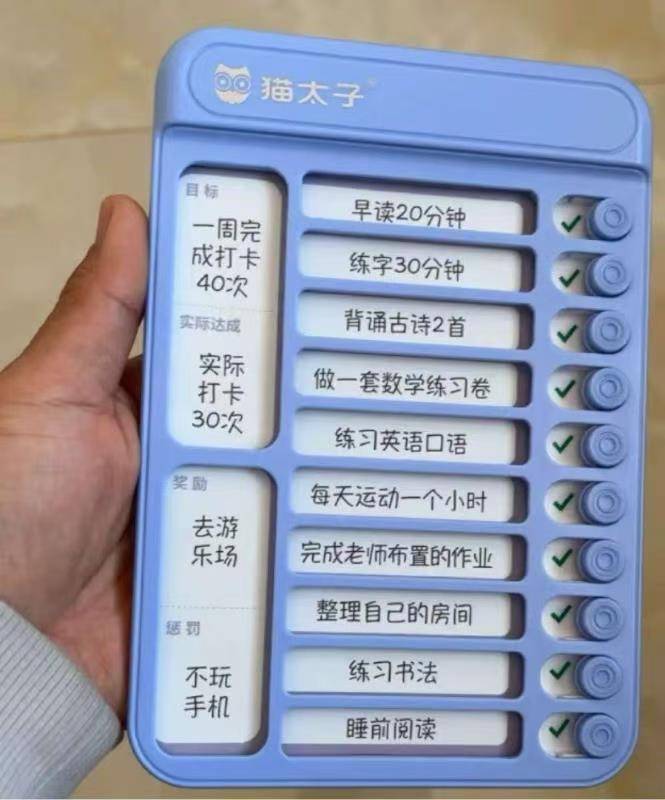 猫太子
目标
一周完
成打卡
40次
实际达成
实际
打卡
30次
奖励
去游
乐场
惩罚
不玩
手机
早读20分钟
练字30分钟
背诵古诗2首
做一套数学练习卷
练习英语口语
每天运动一个小时
完成老师布置的作业
整理自己的房间
练习书法
睡前阅读